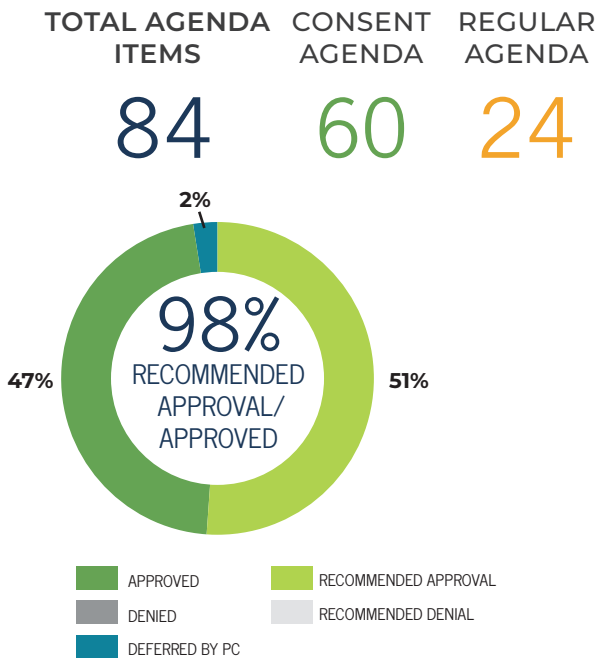 TOTAL AGENDA
ITEMS
84
CONSENT
AGENDA
60
REGULAR
AGENDA
24
2%
47%
51%
98%
RECOMMENDED
APPROVAL/
APPROVED
APPROVED
RECOMMENDED APPROVAL
DENIED
RECOMMENDED DENIAL
DEFERRED BY PC